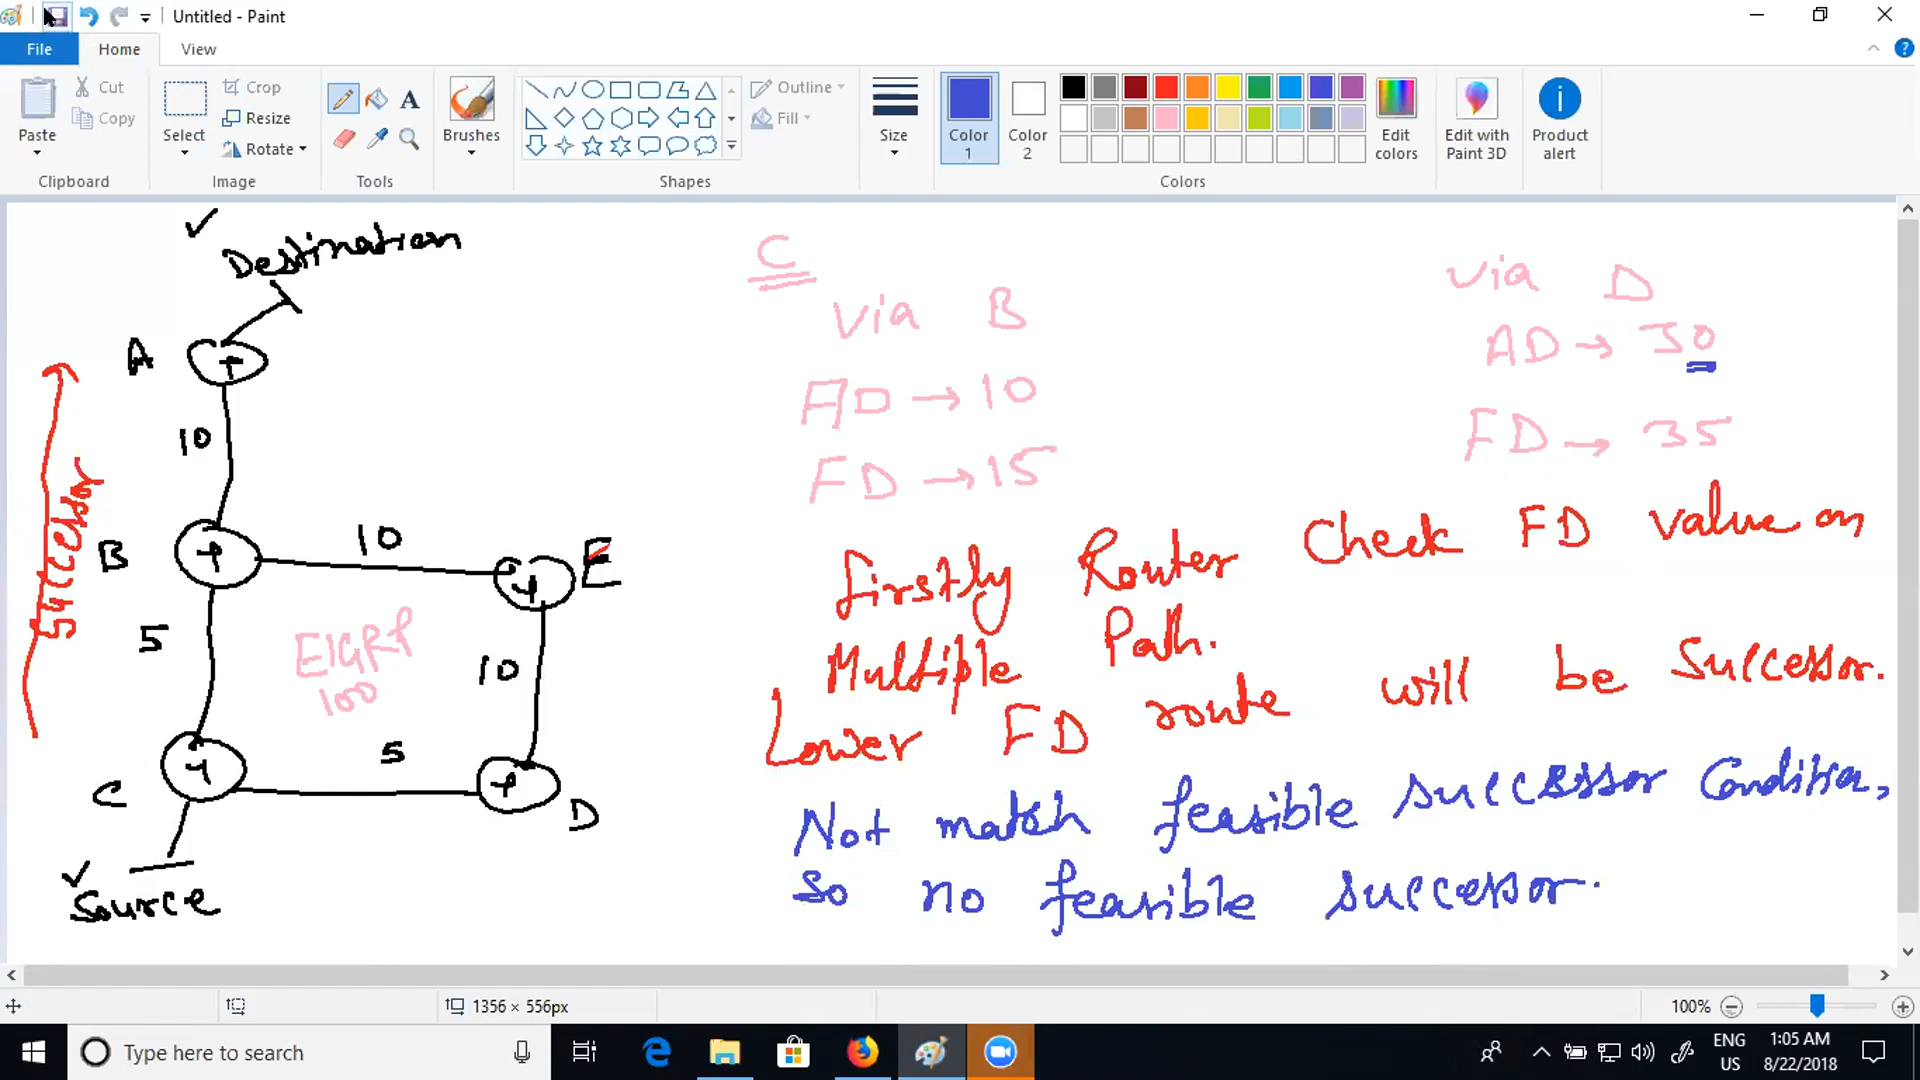 Untitled - Paint
File Home View
Paste
Cut
Copy
Clipboard
Select
Crop
Resize
Rotate
Image
Tools
Brushes
Shapes
Outline
Fill
Size
Color 1
Color 2
Edit colors
Colors
Edit with Paint 3D
Product alert
Destination
A
10
B
10
E
5
EIGRP
100
10
5
C
D
Source
Successor
C
via B
AD → 10
FD → 15
via D
AD → 30
FD → 35
firstly Router Check FD value on
Multiple Path.
Lower FD route will be Successor.
Not match feasible successor Condition,
So no feasible successor.
1356 × 556px
100%
Type here to search
ENG
US
1:05 AM
8/22/2018